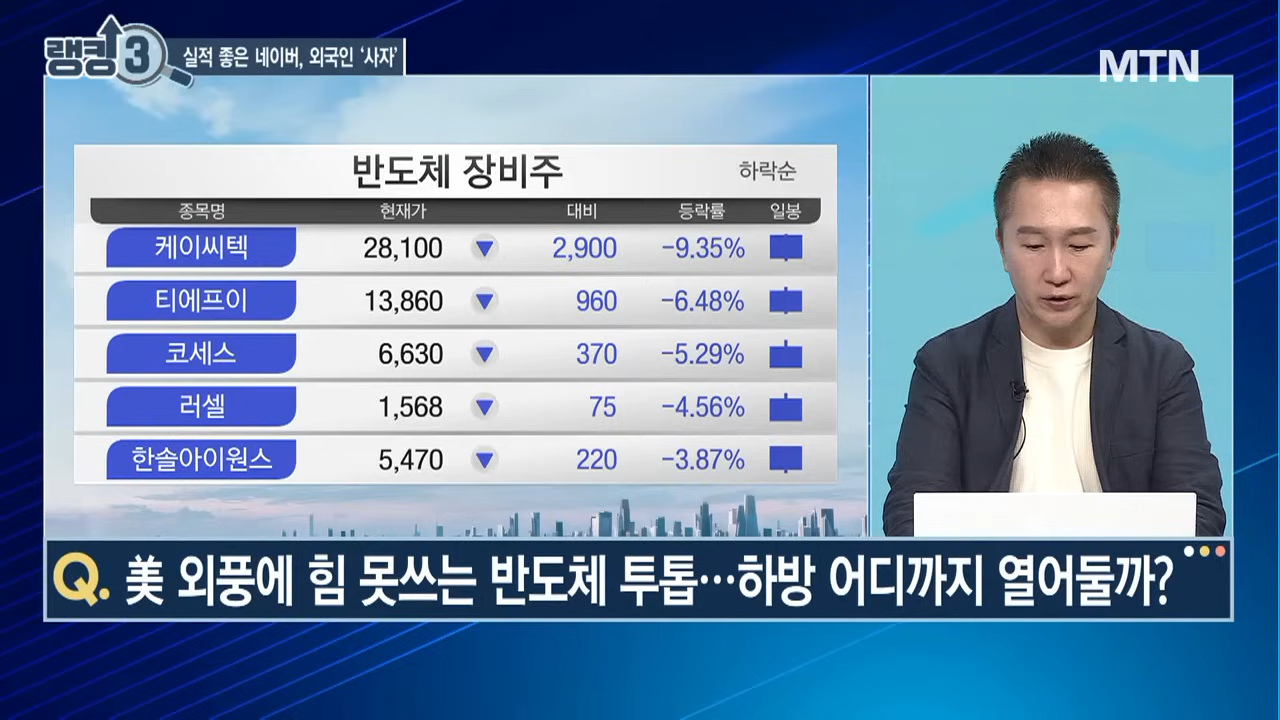 랭킹3
실적 좋은 네이버, 외국인 ‘사자’
MTN
반도체 장비주
하락순
종목명 현재가 대비 등락률 일봉
케이씨텍 28,100 ▼ 2,900 -9.35%
티에프이 13,860 ▼ 960 -6.48%
코세스 6,630 ▼ 370 -5.29%
러셀 1,568 ▼ 75 -4.56%
한솔아이원스 5,470 ▼ 220 -3.87%
Q. 美 외풍에 힘 못쓰는 반도체 투톱…하방 어디까지 열어둘까?